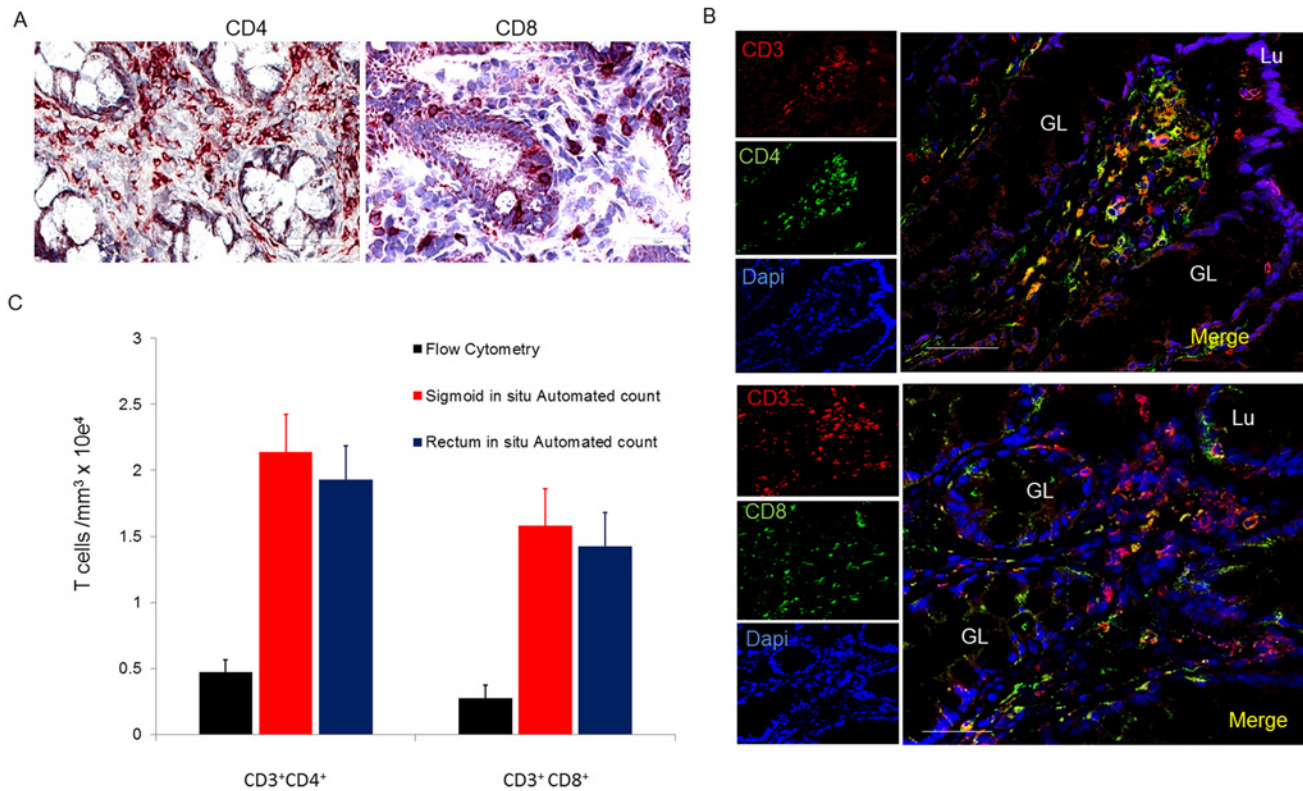 A
CD4
CD8
B
CD3
CD4
Dapi
GL
Lu
GL
Merge
CD3
CD8
Dapi
GL
Lu
GL
Merge
C
T cells /mm³ x 10e⁴
3
2.5
2
1.5
1
0.5
0
Flow Cytometry
Sigmoid in situ Automated count
Rectum in situ Automated count
CD3⁺CD4⁺
CD3⁺ CD8⁺